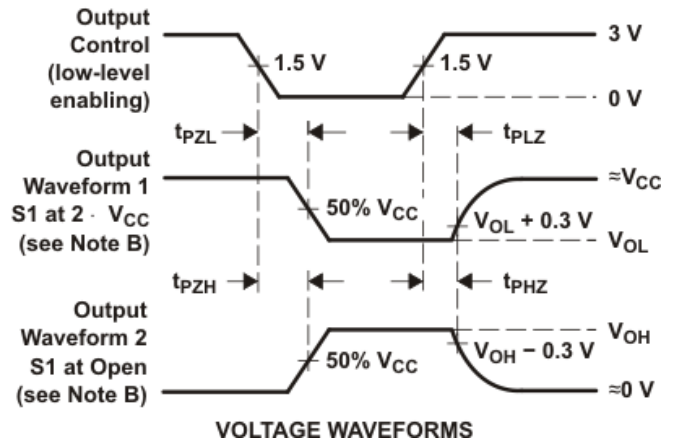 Output
Control
(low-level
enabling)
3 V
1.5 V
1.5 V
0 V
tPZL
tPLZ
Output
Waveform 1
S1 at 2 · VCC
(see Note B)
≈VCC
50% VCC
VOL + 0.3 V
VOL
tPZH
tPHZ
Output
Waveform 2
S1 at Open
(see Note B)
VOH
50% VCC
VOH − 0.3 V
≈0 V
VOLTAGE WAVEFORMS